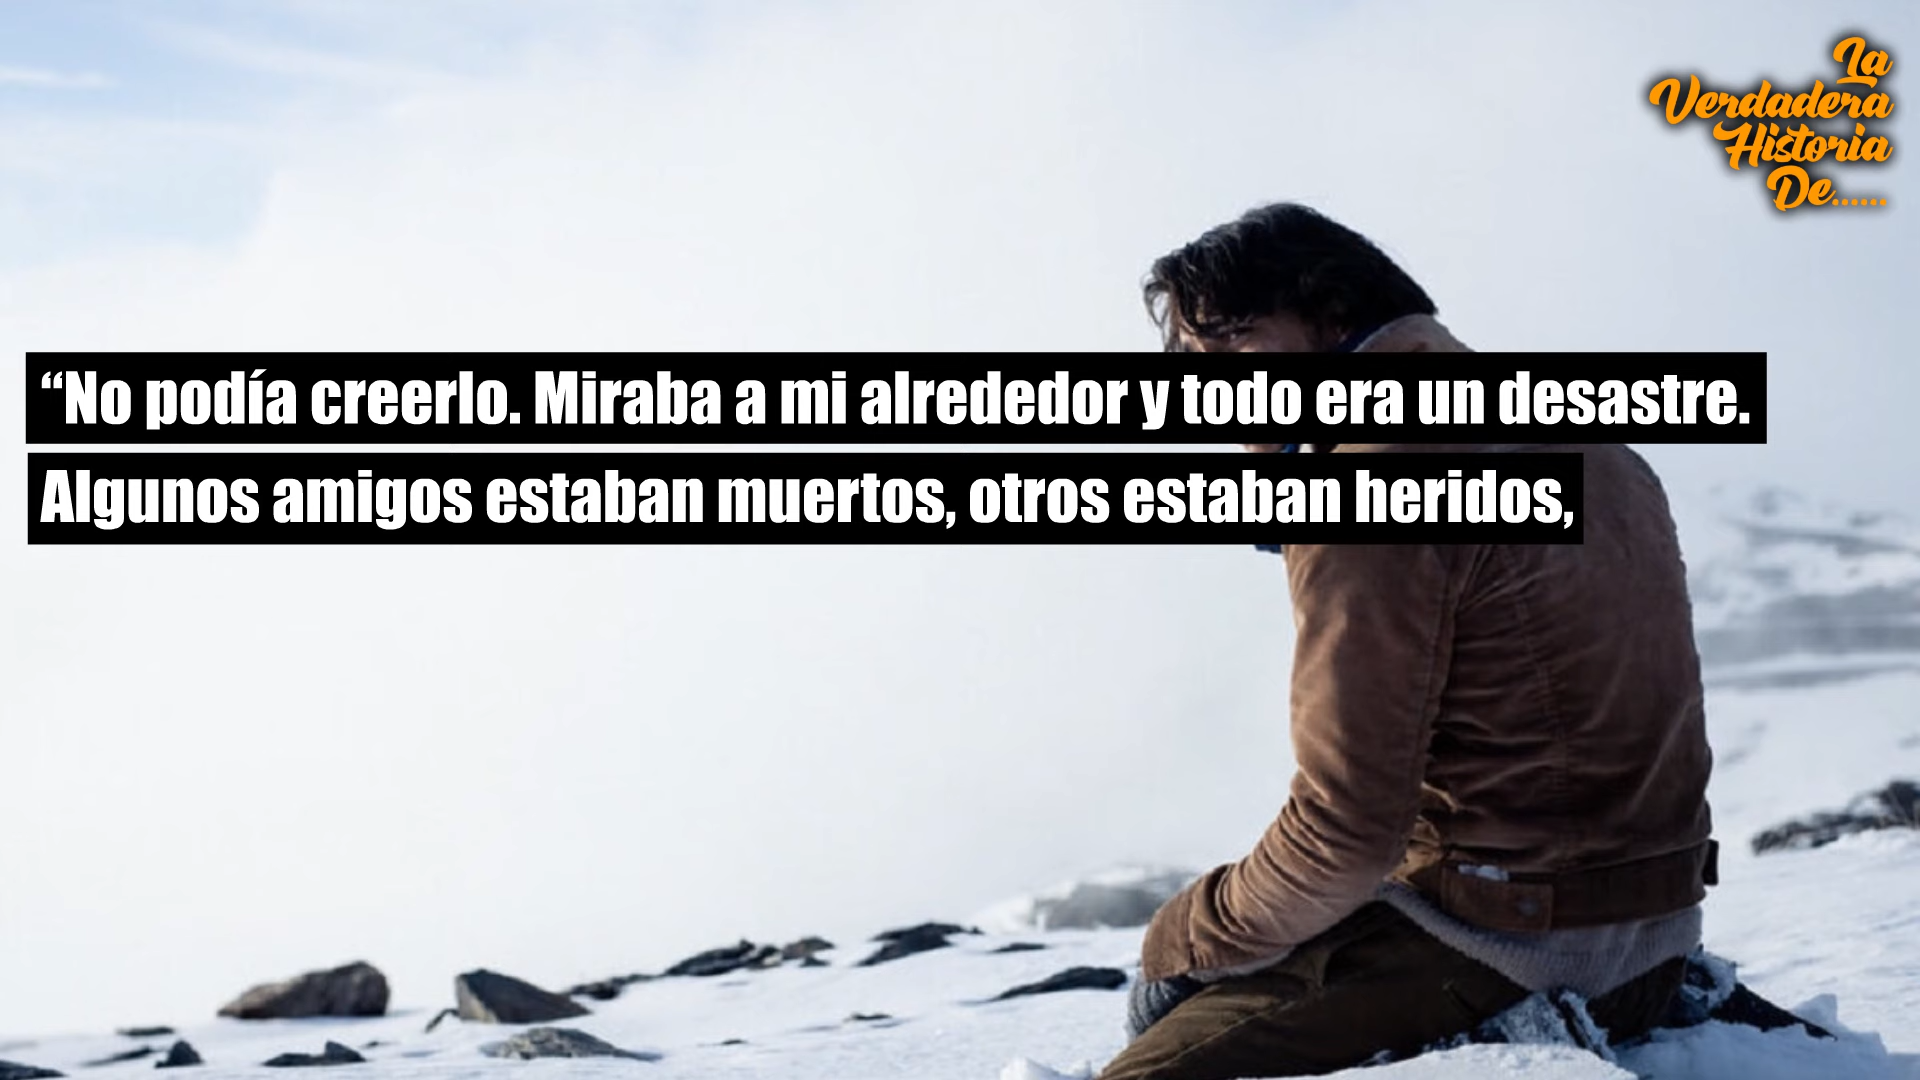 La
Verdadera
Historia
De......
“No podía creerlo. Miraba a mi alrededor y todo era un desastre.
Algunos amigos estaban muertos, otros estaban heridos,